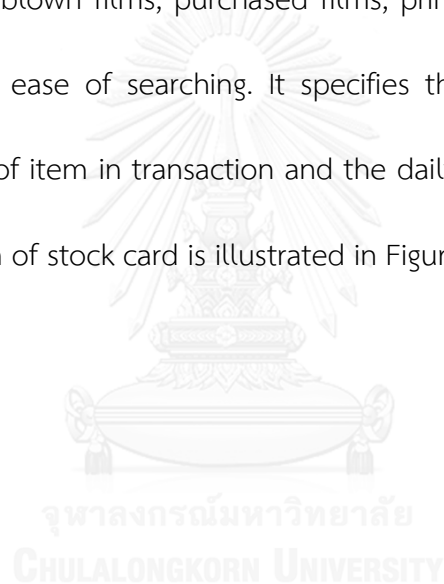 blown films, purchased films, pri
ease of searching. It specifies th
of item in transaction and the dail
of stock card is illustrated in Figur
จุฬาลงกรณ์มหาวิทยาลัย
CHULALONGKORN UNIVERSITY